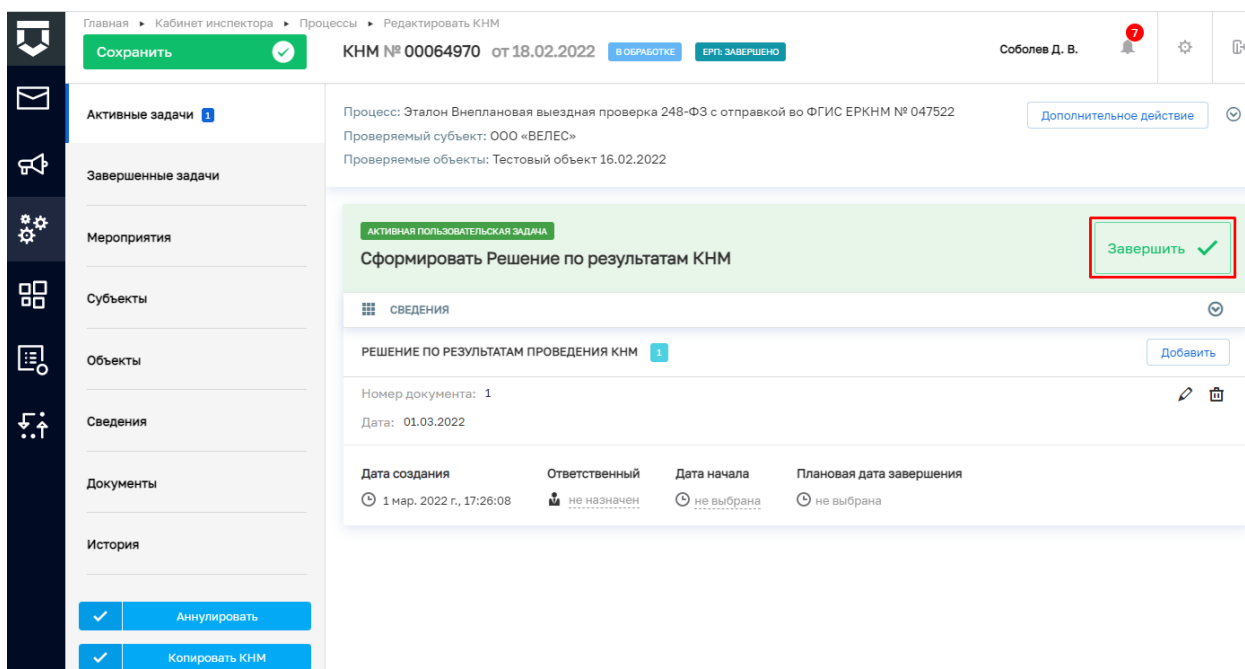 Главная ▸ Кабинет инспектора ▸ Процессы ▸ Редактировать КНМ
Сохранить
КНМ № 00064970 от 18.02.2022 В ОБРАБОТКЕ ЕРП: ЗАВЕРШЕНО
Соболев Д. В.
7
Активные задачи 1
Завершенные задачи
Мероприятия
Субъекты
Объекты
Сведения
Документы
История
Аннулировать
Копировать КНМ
Процесс: Эталон Внеплановая выездная проверка 248-ФЗ с отправкой во ФГИС ЕРКНМ № 047522
Проверяемый субъект: ООО «ВЕЛЕС»
Проверяемые объекты: Тестовый объект 16.02.2022
Дополнительное действие
АКТИВНАЯ ПОЛЬЗОВАТЕЛЬСКАЯ ЗАДАЧА
Сформировать Решение по результатам КНМ
Завершить
СВЕДЕНИЯ
РЕШЕНИЕ ПО РЕЗУЛЬТАТАМ ПРОВЕДЕНИЯ КНМ 1
Добавить
Номер документа: 1
Дата: 01.03.2022
Дата создания Ответственный Дата начала Плановая дата завершения
1 мар. 2022 г., 17:26:08 не назначен не выбрана не выбрана